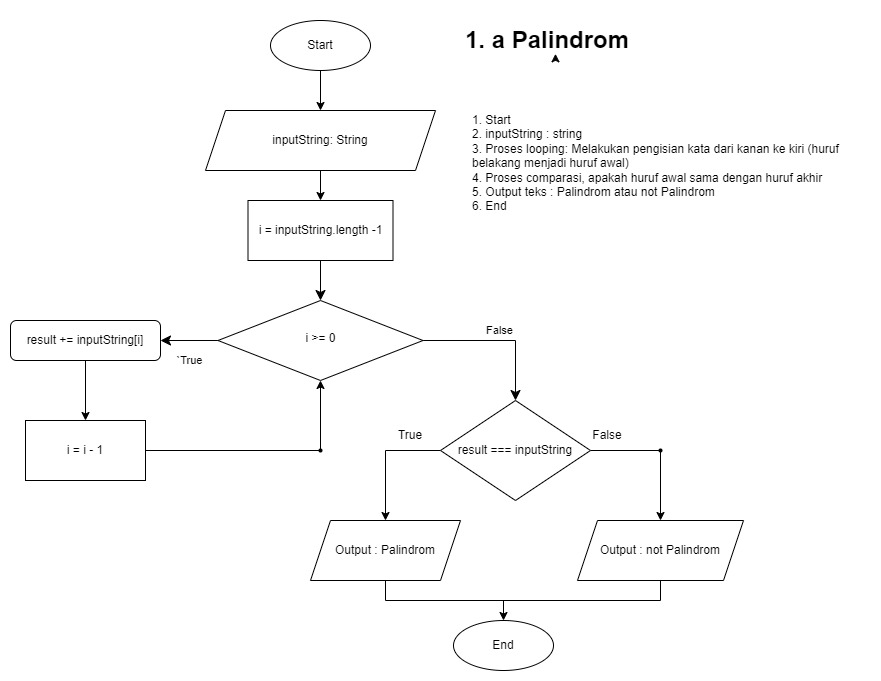 Start
1. a Palindrom
inputString: String
1. Start
2. inputString : string
3. Proses looping: Melakukan pengisian kata dari kanan ke kiri (huruf
belakang menjadi huruf awal)
4. Proses comparasi, apakah huruf awal sama dengan huruf akhir
5. Output teks : Palindrom atau not Palindrom
6. End
i = inputString.length -1
i >= 0
False
result += inputString[i]
`True
i = i - 1
True
False
result === inputString
Output : Palindrom
Output : not Palindrom
End